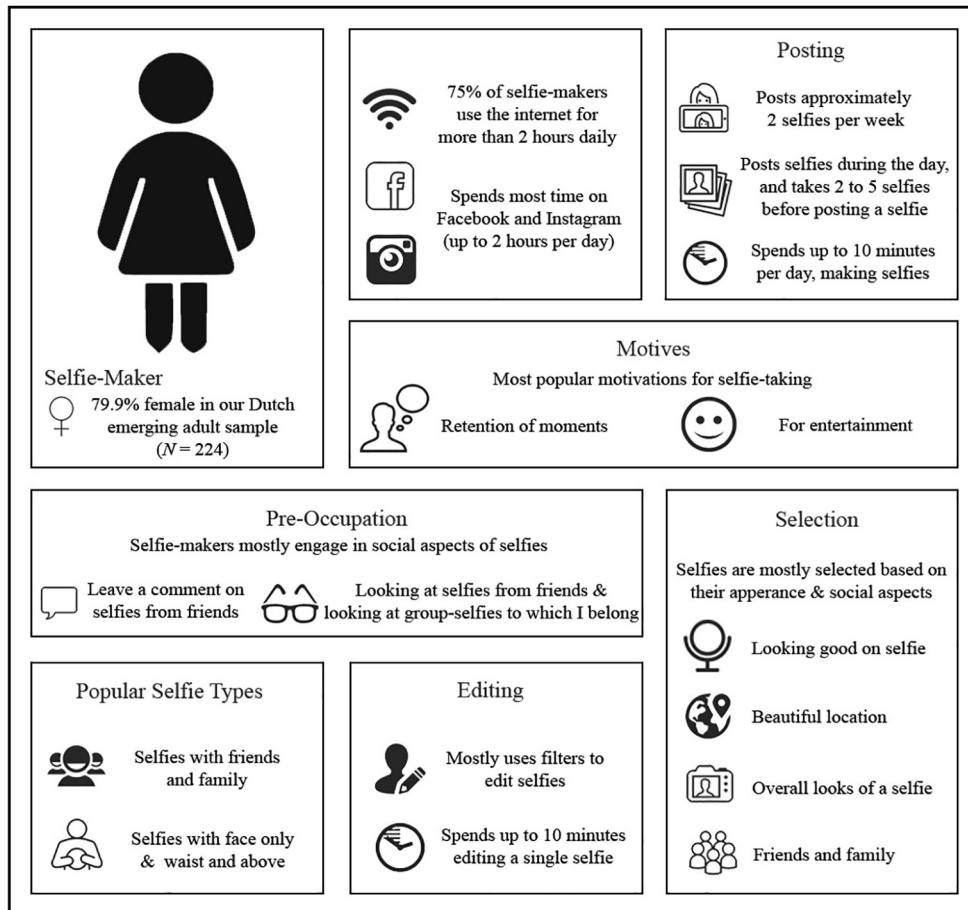 Selfie-Maker
79.9% female in our Dutch
emerging adult sample
(N = 224)
75% of selfie-makers
use the internet for
more than 2 hours daily
Spends most time on
Facebook and Instagram
(up to 2 hours per day)
Posting
Posts approximately
2 selfies per week
Posts selfies during the day,
and takes 2 to 5 selfies
before posting a selfie
Spends up to 10 minutes
per day, making selfies
Motives
Most popular motivations for selfie-taking
Retention of moments
For entertainment
Pre-Occupation
Selfie-makers mostly engage in social aspects of selfies
Leave a comment on
selfies from friends
Looking at selfies from friends &
looking at group-selfies to which I belong
Selection
Selfies are mostly selected based on
their apperance & social aspects
Looking good on selfie
Beautiful location
Overall looks of a selfie
Friends and family
Popular Selfie Types
Selfies with friends
and family
Selfies with face only
& waist and above
Editing
Mostly uses filters to
edit selfies
Spends up to 10 minutes
editing a single selfie